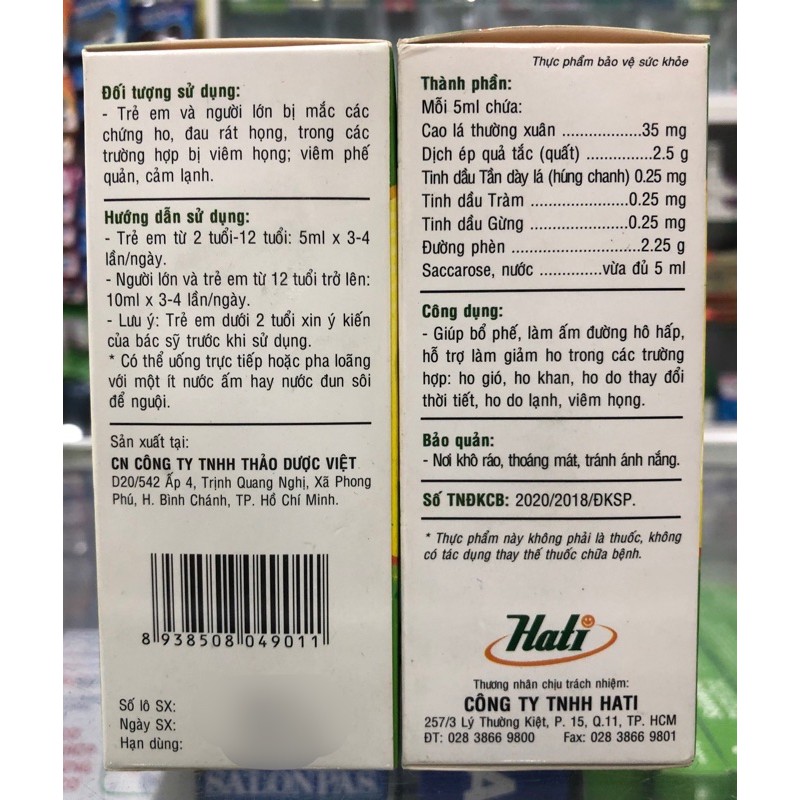 Đối tượng sử dụng:
- Trẻ em và người lớn bị mắc các
chứng ho, đau rát họng, trong các
trường hợp bị viêm họng; viêm phế
quản, cảm lạnh.
Hướng dẫn sử dụng:
- Trẻ em từ 2 tuổi-12 tuổi: 5ml x 3-4
lần/ngày.
- Người lớn và trẻ em từ 12 tuổi trở lên:
10ml x 3-4 lần/ngày.
- Lưu ý: Trẻ em dưới 2 tuổi xin ý kiến
của bác sỹ trước khi sử dụng.
* Có thể uống trực tiếp hoặc pha loãng
với một ít nước ấm hay nước đun sôi
để nguội.
Sản xuất tại:
CN CÔNG TY TNHH THẢO DƯỢC VIỆT
D20/542 Ấp 4, Trịnh Quang Nghị, Xã Phong
Phú, H. Bình Chánh, TP. Hồ Chí Minh.
8 938508 049011
Số lô SX:
Ngày SX:
Hạn dùng:
Thực phẩm bảo vệ sức khỏe
Thành phần:
Mỗi 5ml chứa:
Cao lá thường xuân ..................35 mg
Dịch ép quả tắc (quất) ...............2.5 g
Tinh dầu Tần dày lá (húng chanh) 0.25 mg
Tinh dầu Tràm ......................0.25 mg
Tinh dầu Gừng ......................0.25 mg
Đường phèn ...........................2.25 g
Saccarose, nước ..............vừa đủ 5 ml
Công dụng:
- Giúp bổ phế, làm ấm đường hô hấp,
hỗ trợ làm giảm ho trong các trường
hợp: ho gió, ho khan, ho do thay đổi
thời tiết, ho do lạnh, viêm họng.
Bảo quản:
- Nơi khô ráo, thoáng mát, tránh ánh nắng.
Số TNĐKCB: 2020/2018/ĐKSP.
* Thực phẩm này không phải là thuốc, không
có tác dụng thay thế thuốc chữa bệnh.
Hati
Thương nhân chịu trách nhiệm:
CÔNG TY TNHH HATI
257/3 Lý Thường Kiệt, P. 15, Q.11, TP. HCM
ĐT: 028 3866 9800 Fax: 028 3866 9801
SALONPAS